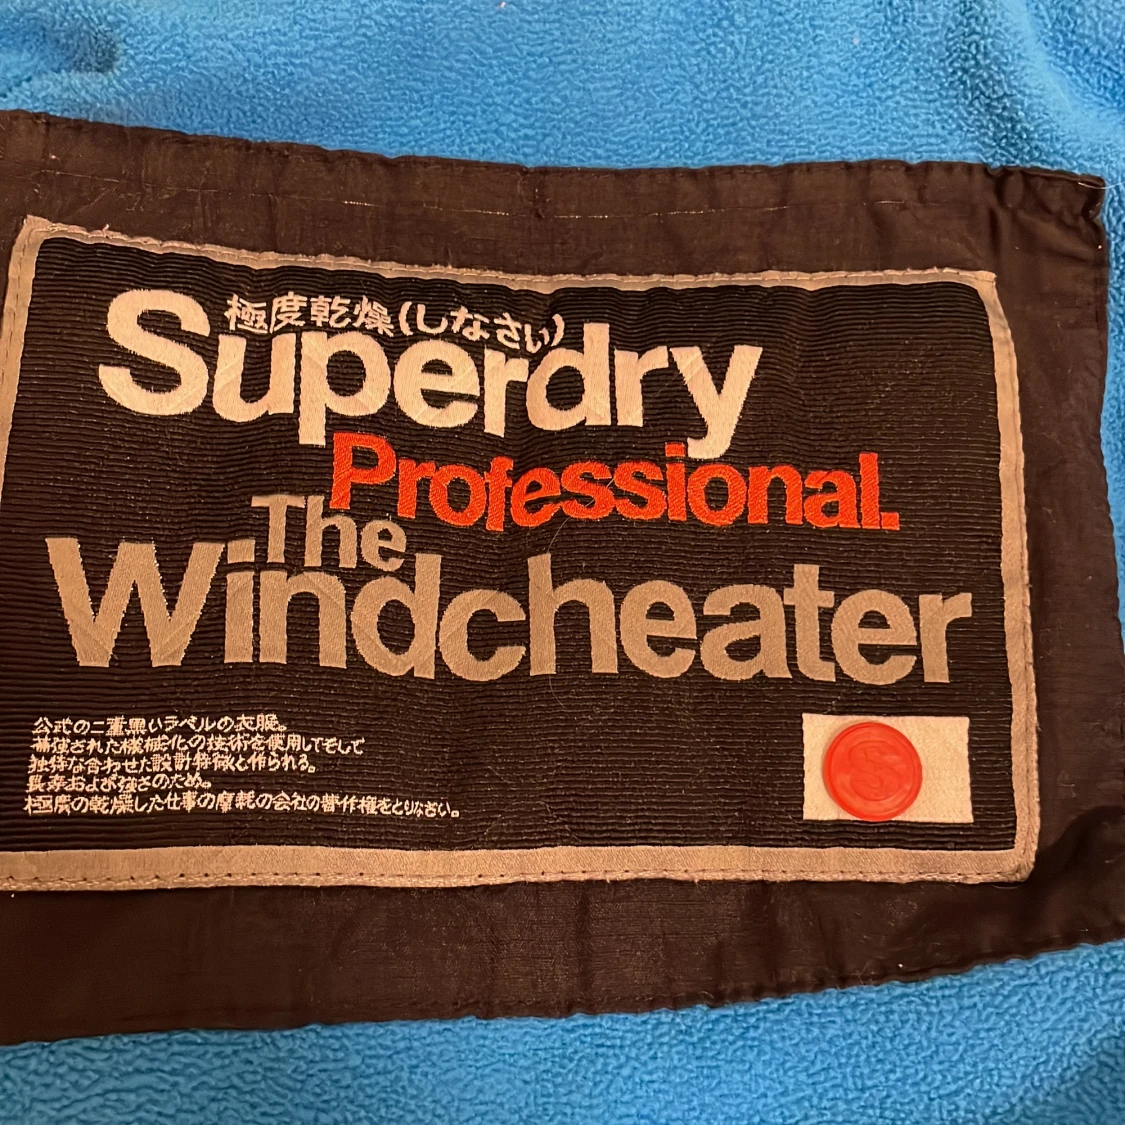 極度乾燥(しなさい)
Superdry
Professional.
The
Windcheater
公式の二重黒いラベルの衣服。
補強された機械化の技術を使用してそして
独特な合わせた設計特徴と作られる。
長寿および強さのため。
極度の乾燥した仕事の摩耗の会社の著作権をとりなさい。
S